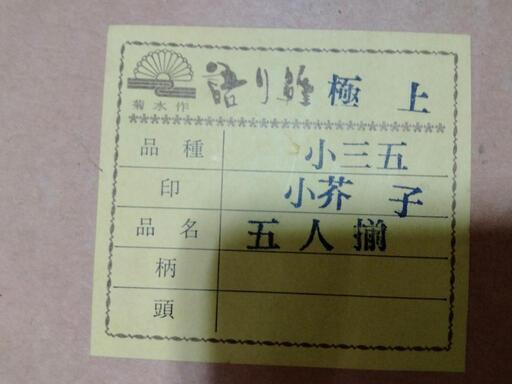 語り雛 極上
菊水作
品種 小三五
印 小芥子
品名 五人揃
柄
頭